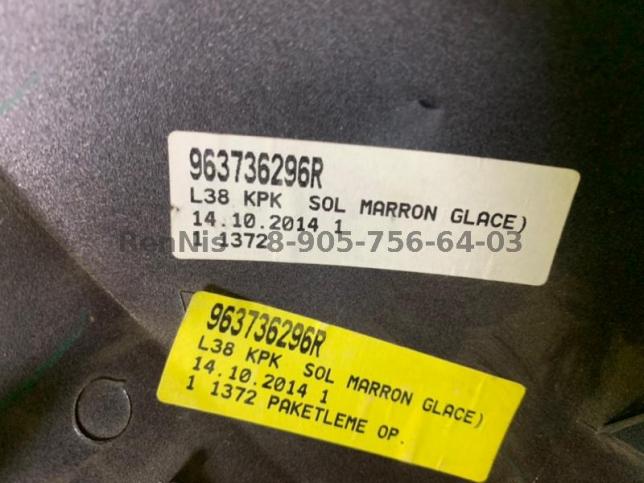 963736296R
L38 KPK SOL MARRON GLACE)
14.10.2014 1
1 1372
RenNis 8-905-756-64-03
963736296R
L38 KPK SOL MARRON GLACE)
14.10.2014 1
1 1372 PAKETLEME OP.